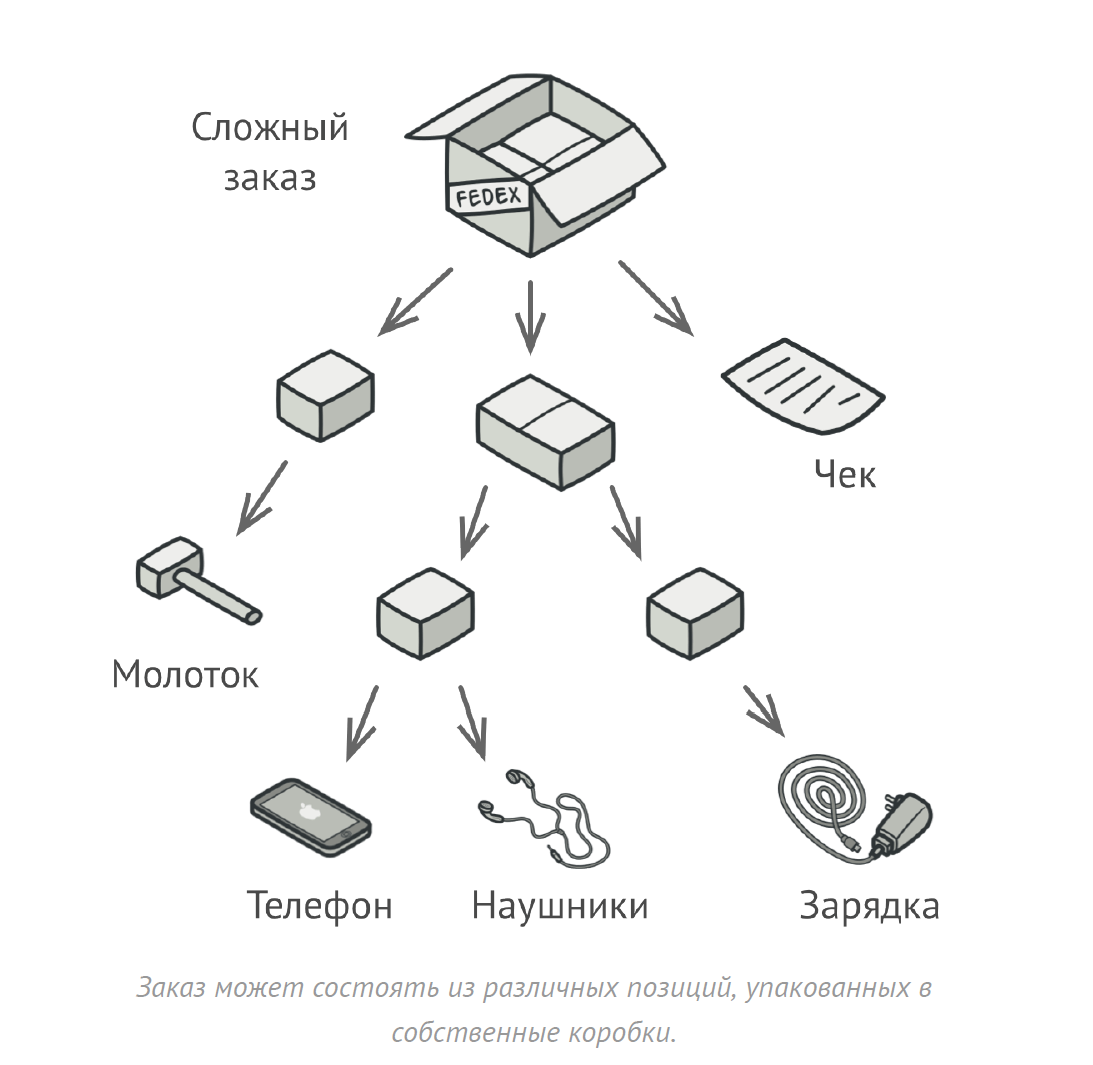 Сложный
заказ
FEDEX
Чек
Молоток
Телефон
Наушники
Зарядка
Заказ может состоять из различных позиций, упакованных в
собственные коробки.